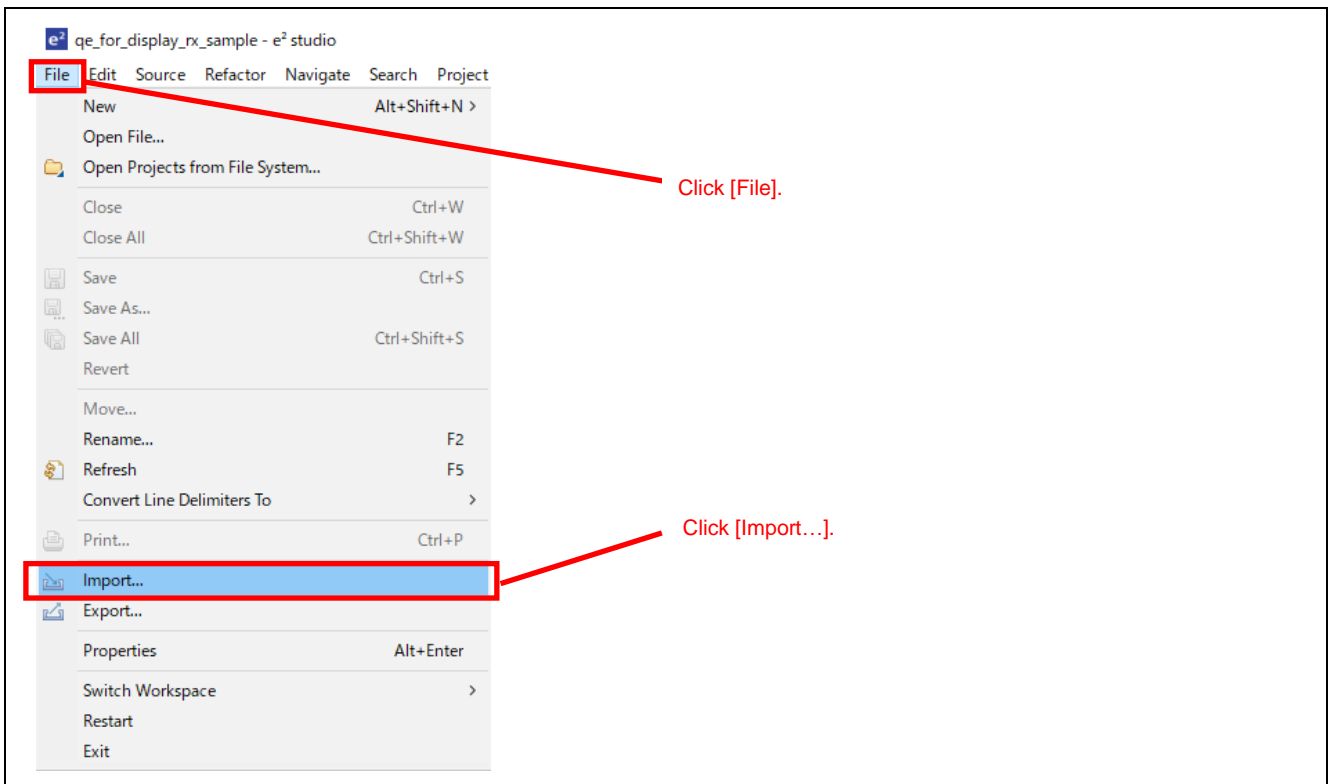 e² qe_for_display_rx_sample - e² studio
File Edit Source Refactor Navigate Search Project
New Alt+Shift+N >
Open File...
Open Projects from File System...
Click [File].
Close Ctrl+W
Close All Ctrl+Shift+W
Save Ctrl+S
Save As...
Save All Ctrl+Shift+S
Revert
Move...
Rename... F2
Refresh F5
Convert Line Delimiters To >
Click [Import…].
Print... Ctrl+P
Import...
Export...
Properties Alt+Enter
Switch Workspace >
Restart
Exit